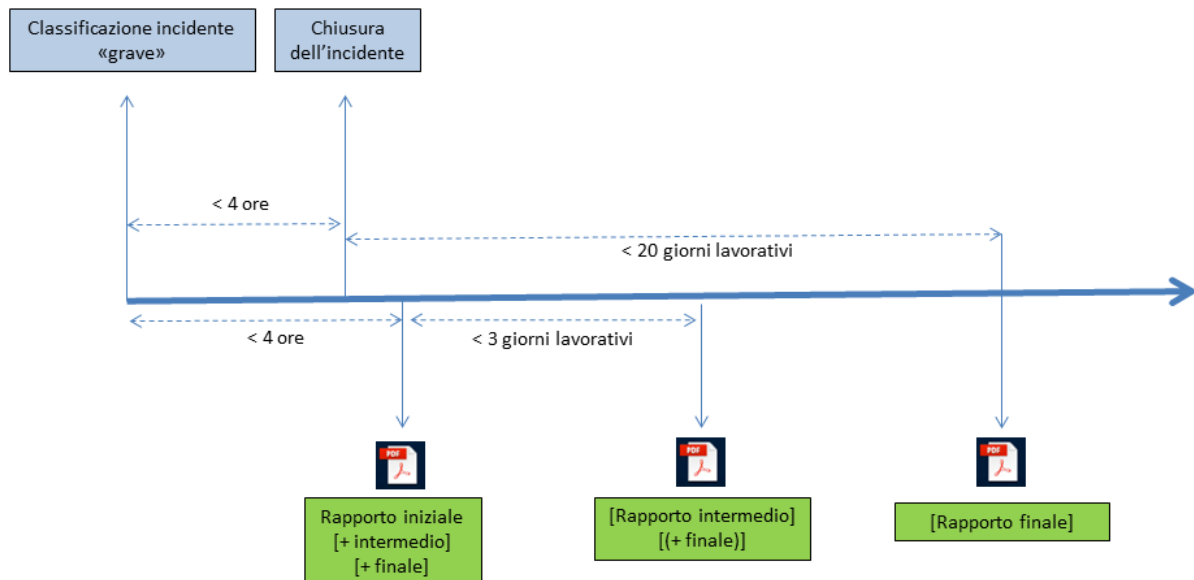 Classificazione incidente
«grave»
Chiusura
dell'incidente
< 4 ore
< 20 giorni lavorativi
< 4 ore
< 3 giorni lavorativi
PDF
PDF
PDF
Rapporto iniziale
[+ intermedio]
[+ finale]
[Rapporto intermedio]
[(+ finale)]
[Rapporto finale]